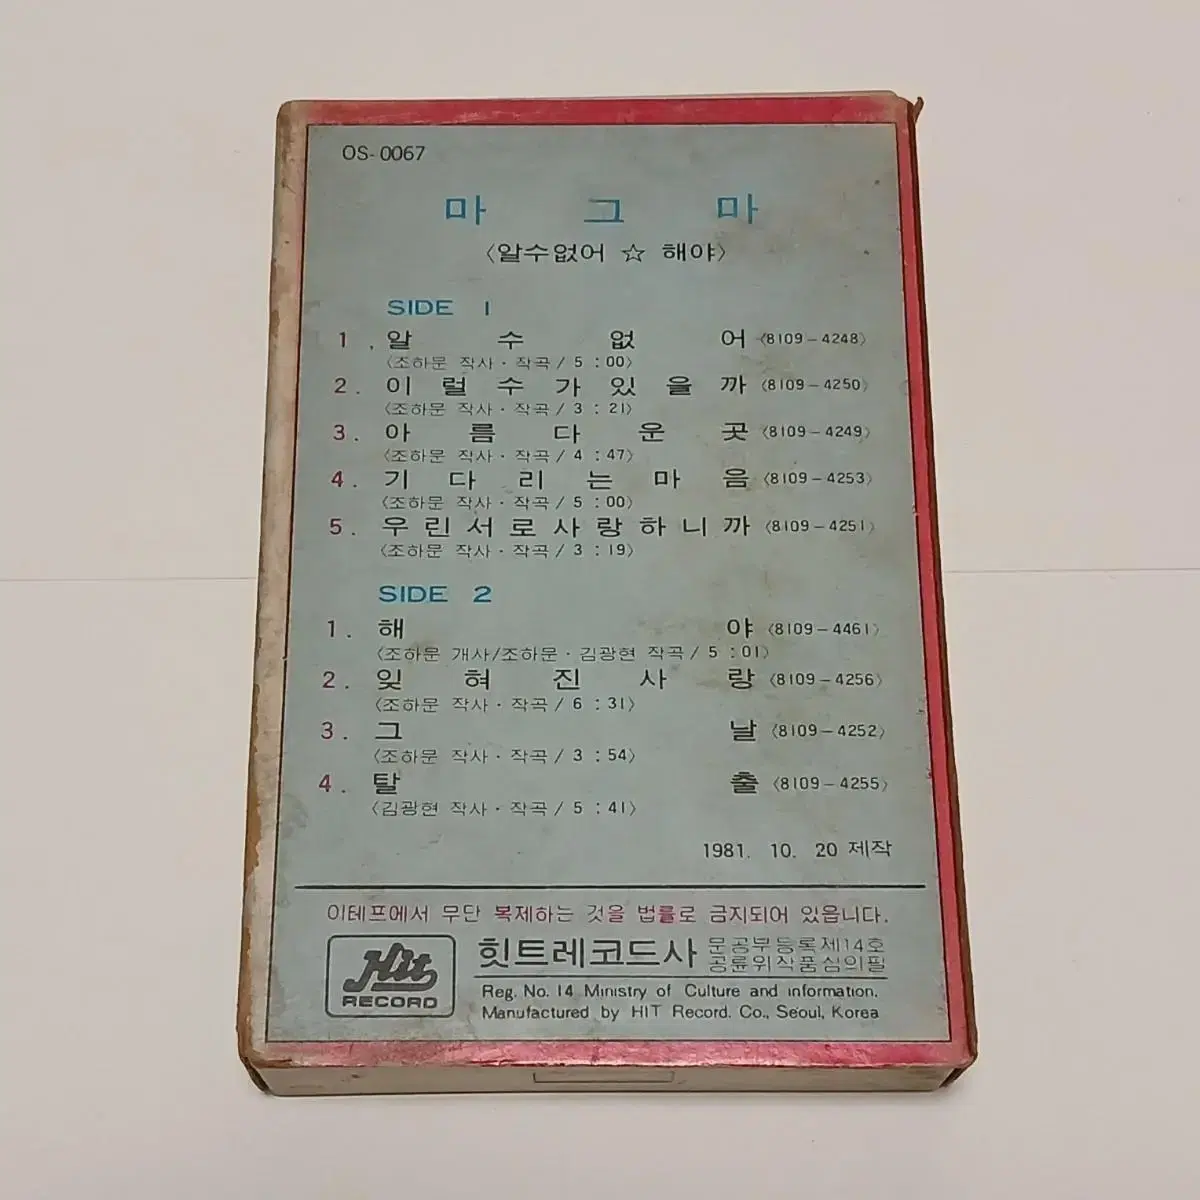 OS-0067
마 그 마
〈알수없어 ☆ 해야〉
SIDE 1
1. 알 수 없 어 〈8109-4248〉
〈조하문 작사·작곡/5:00〉
2. 이 럴 수 가 있 을 까 〈8109-4250〉
〈조하문 작사·작곡/3:21〉
3. 아 름 다 운 곳 〈8109-4249〉
〈조하문 작사·작곡/4:47〉
4. 기 다 리 는 마 음 〈8109-4253〉
〈조하문 작사·작곡/5:00〉
5. 우 린 서 로 사 랑 하 니 까 〈8109-4251〉
〈조하문 작사·작곡/3:19〉
SIDE 2
1. 해 야 〈8109-4461〉
〈조하문 개사/조하문·김광현 작곡/5:01〉
2. 잊 혀 진 사 랑 〈8109-4256〉
〈조하문 작사·작곡/6:31〉
3. 그 날 〈8109-4252〉
〈조하문 작사·작곡/3:54〉
4. 탈 출 〈8109-4255〉
〈김광현 작사·작곡/5:41〉
1981. 10. 20 제작
이테프에서 무단 복제하는 것을 법률로 금지되어 있읍니다.
Hit RECORD
힛트레코드사
문공부등록제14호
공륜위작품심의필
Reg. No. 14 Ministry of Culture and information.
Manufactured by HIT Record. Co., Seoul, Korea